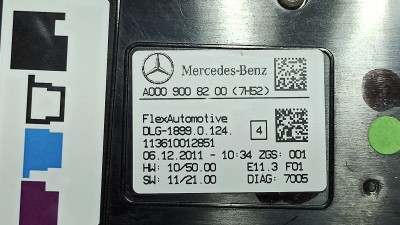 Mercedes-Benz
A000 900 82 00 (7H52)
FlexAutomotive
DLG-1899.0.124.
4
113610012851
06.12.2011 - 10:34 ZGS: 001
HW: 10/50.00 E11.3 F01
SW: 11/21.00 DIAG: 7005